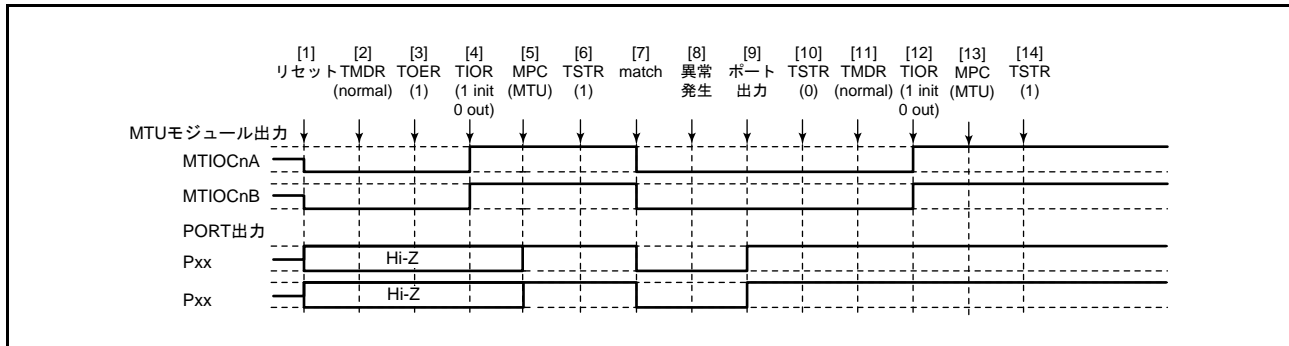 [1] [2] [3] [4] [5] [6] [7] [8] [9] [10] [11] [12] [13] [14]
リセット TMDR TOER TIOR MPC TSTR match 異常 ポート TSTR TMDR TIOR MPC TSTR
(normal) (1) (1 init (MTU) (1) 発生 出力 (0) (normal) (1 init (MTU) (1)
0 out) 0 out)
MTUモジュール出力
MTIOCnA
MTIOCnB
PORT出力
Pxx Hi-Z
Pxx Hi-Z